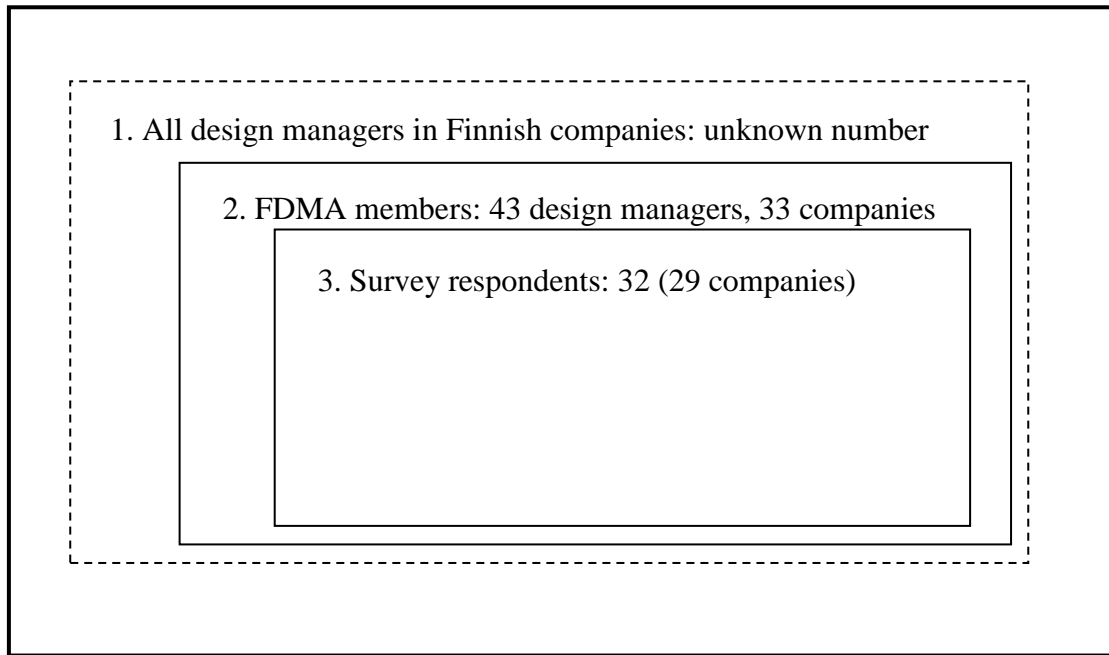 1. All design managers in Finnish companies: unknown number
2. FDMA members: 43 design managers, 33 companies
3. Survey respondents: 32 (29 companies)